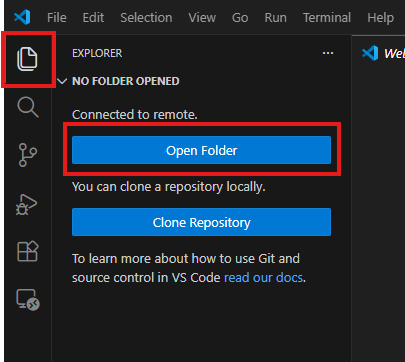 File Edit Selection View Go Run Terminal Help
EXPLORER ...
Wel
NO FOLDER OPENED
Connected to remote.
Open Folder
You can clone a repository locally.
Clone Repository
To learn more about how to use Git and
source control in VS Code read our docs.